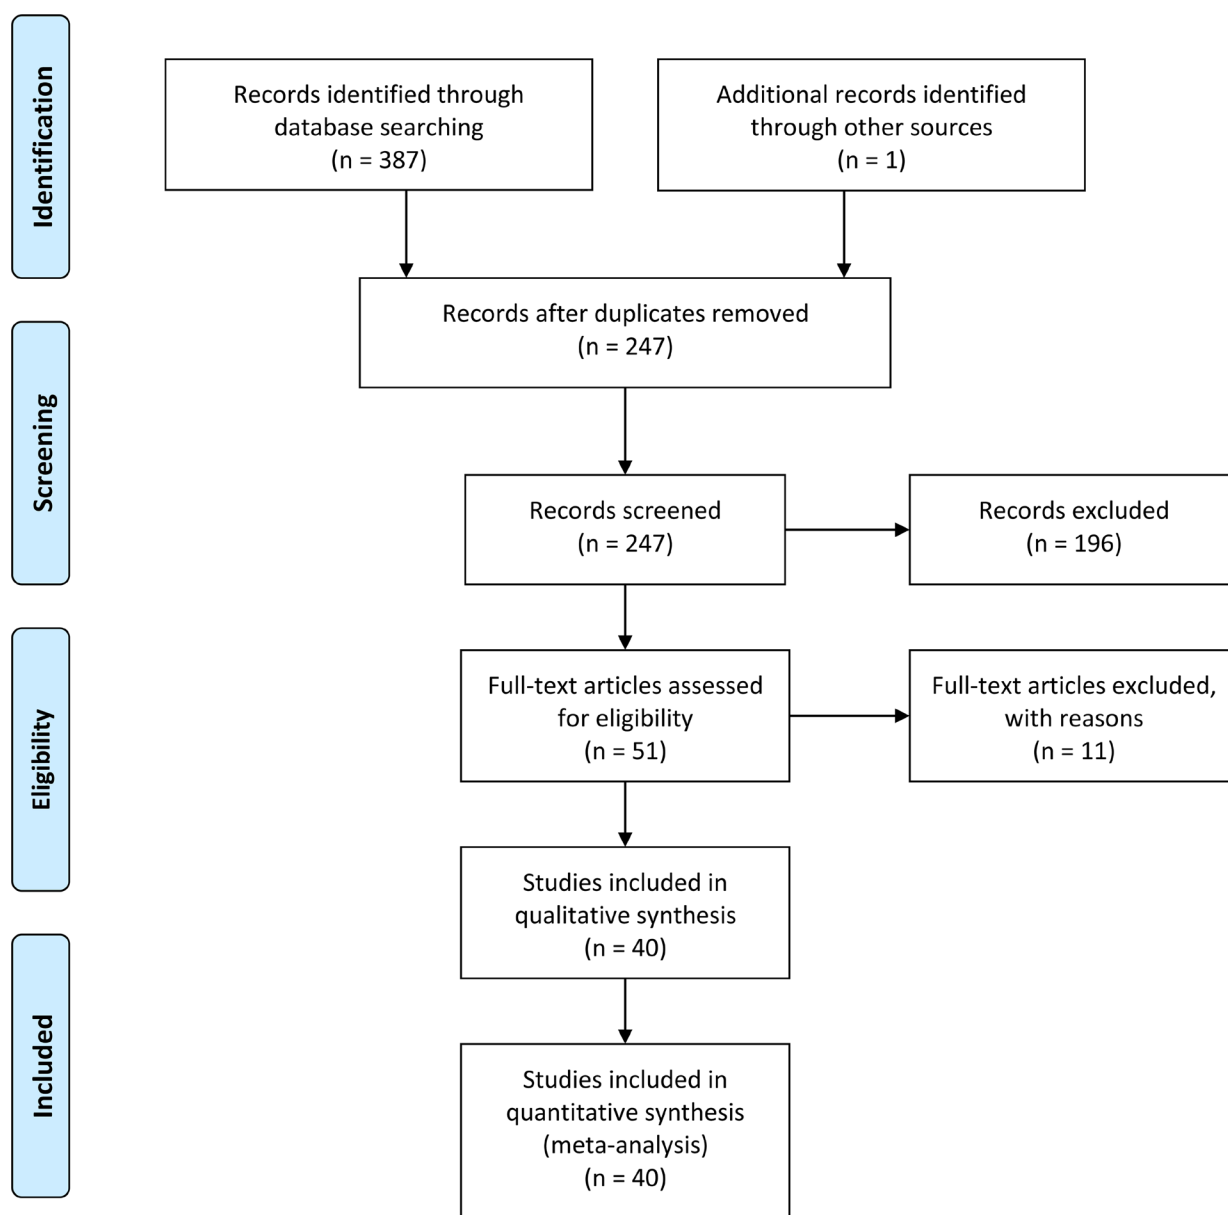 Identification
Records identified through
database searching
(n = 387)
Additional records identified
through other sources
(n = 1)
Records after duplicates removed
(n = 247)
Screening
Records screened
(n = 247)
Records excluded
(n = 196)
Eligibility
Full-text articles assessed
for eligibility
(n = 51)
Full-text articles excluded,
with reasons
(n = 11)
Studies included in
qualitative synthesis
(n = 40)
Included
Studies included in
quantitative synthesis
(meta-analysis)
(n = 40)